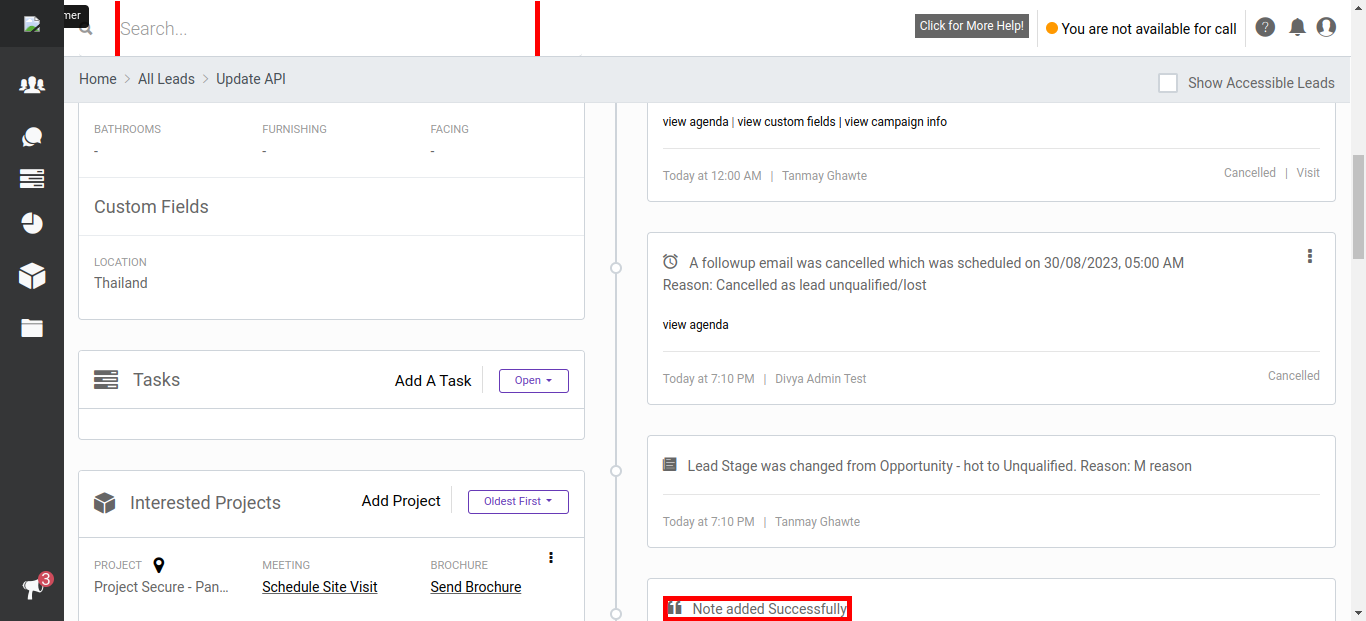 mer
Search...
Click for More Help!
You are not available for call
Home > All Leads > Update API
Show Accessible Leads
BATHROOMS FURNISHING FACING
- - -
Custom Fields
LOCATION
Thailand
Tasks Add A Task Open
Interested Projects Add Project Oldest First
PROJECT MEETING BROCHURE
Project Secure - Pan... Schedule Site Visit Send Brochure
3
view agenda | view custom fields | view campaign info
Today at 12:00 AM | Tanmay Ghawte Cancelled | Visit
A followup email was cancelled which was scheduled on 30/08/2023, 05:00 AM
Reason: Cancelled as lead unqualified/lost
view agenda
Today at 7:10 PM | Divya Admin Test Cancelled
Lead Stage was changed from Opportunity - hot to Unqualified. Reason: M reason
Today at 7:10 PM | Tanmay Ghawte
Note added Successfully